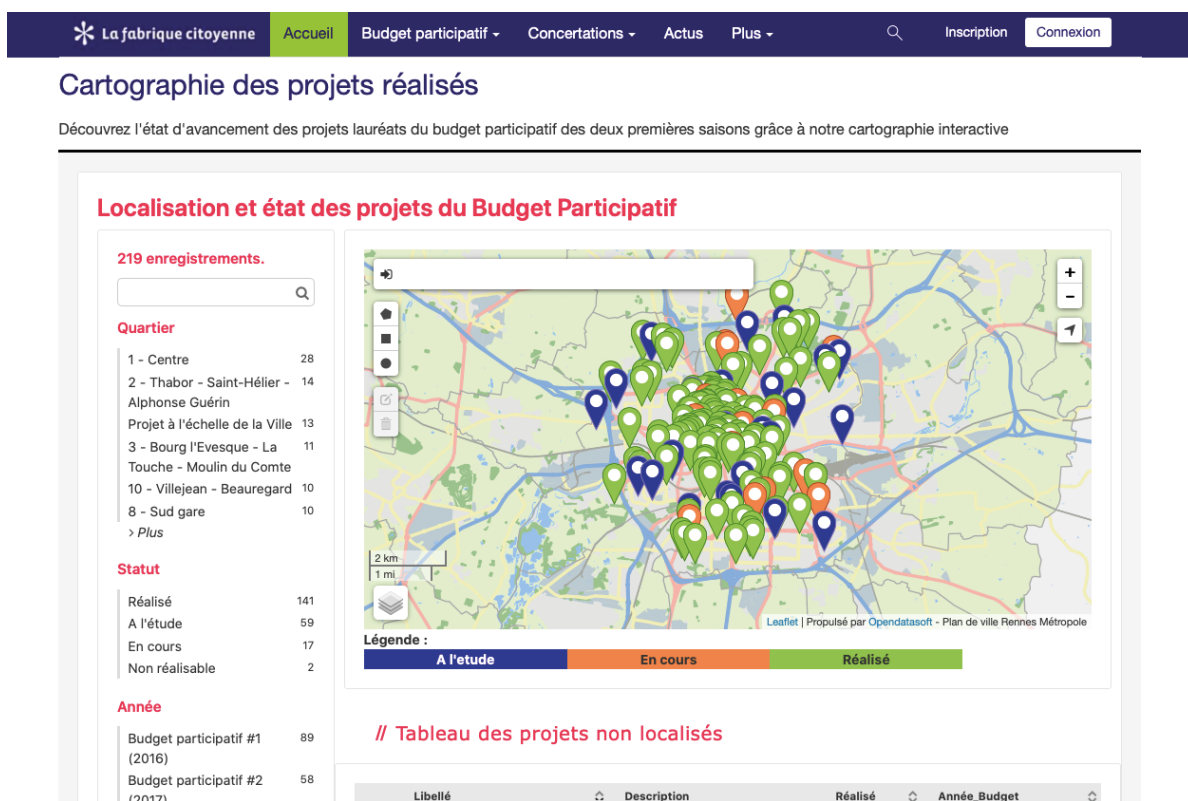 La fabrique citoyenne Accueil Budget participatif Concertations Actus Plus Inscription Connexion
Cartographie des projets réalisés
Découvrez l'état d'avancement des projets lauréats du budget participatif des deux premières saisons grâce à notre cartographie interactive
Localisation et état des projets du Budget Participatif
219 enregistrements.
Quartier
1 - Centre 28
2 - Thabor - Saint-Hélier - 14
Alphonse Guérin
Projet à l'échelle de la Ville 13
3 - Bourg l'Evesque - La 11
Touche - Moulin du Comte
10 - Villejean - Beauregard 10
8 - Sud gare 10
> Plus
Statut
Réalisé 141
A l'étude 59
En cours 17
Non réalisable 2
Année
Budget participatif #1 89
(2016)
Budget participatif #2 58
(2017)
+
-
2 km
1 mi
Leaflet | Propulsé par Opendatasoft - Plan de ville Rennes Métropole
Légende :
A l'etude En cours Réalisé
// Tableau des projets non localisés
Libellé Description Réalisé Année_Budget